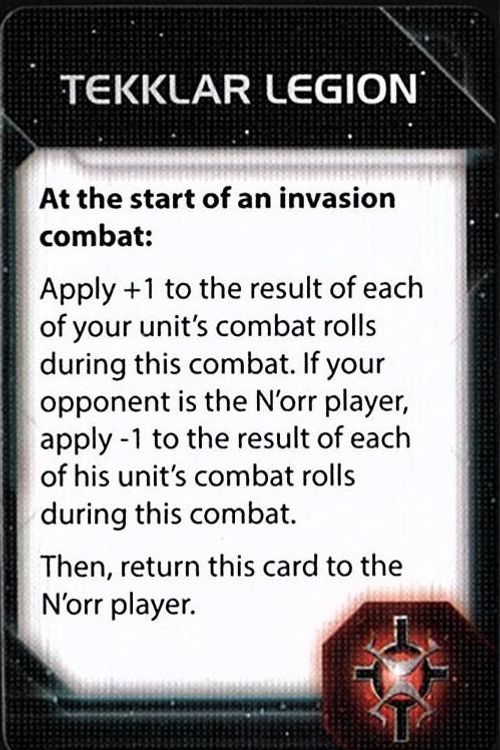 TEKKLAR LEGION
At the start of an invasion
combat:
Apply +1 to the result of each
of your unit's combat rolls
during this combat. If your
opponent is the N'orr player,
apply -1 to the result of each
of his unit's combat rolls
during this combat.
Then, return this card to the
N'orr player.